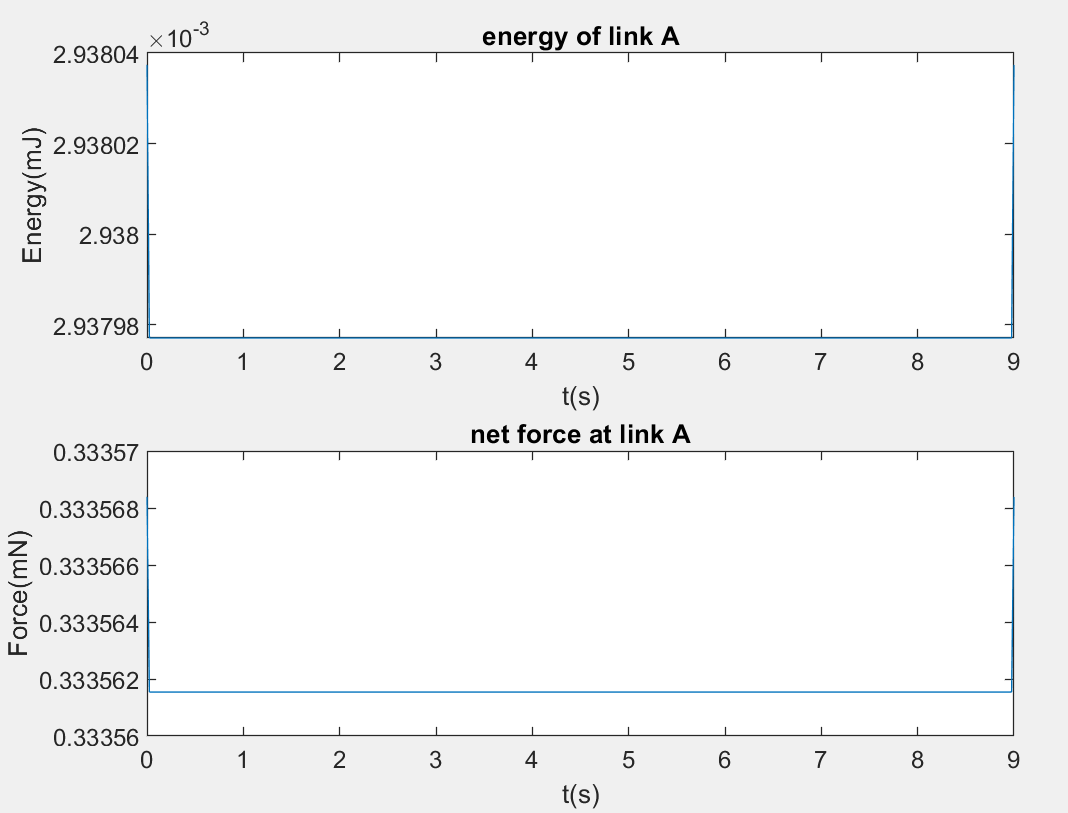 ×10-3
energy of link A
2.93804
2.93802
2.938
2.93798
Energy(mJ)
0 1 2 3 4 5 6 7 8 9
t(s)
net force at link A
0.33357
0.333568
0.333566
0.333564
0.333562
0.33356
Force(mN)
0 1 2 3 4 5 6 7 8 9
t(s)